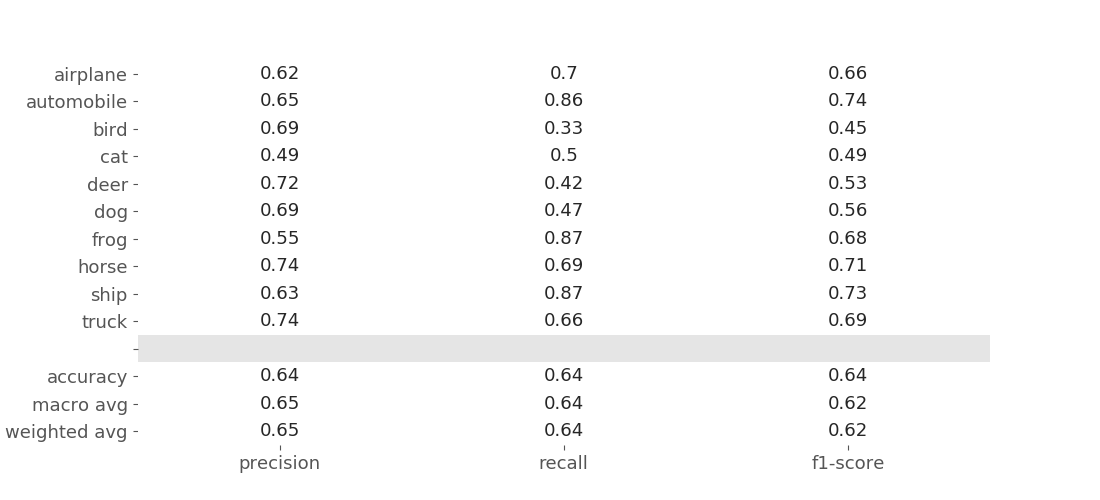 airplane 0.62 0.7 0.66
automobile 0.65 0.86 0.74
bird 0.69 0.33 0.45
cat 0.49 0.5 0.49
deer 0.72 0.42 0.53
dog 0.69 0.47 0.56
frog 0.55 0.87 0.68
horse 0.74 0.69 0.71
ship 0.63 0.87 0.73
truck 0.74 0.66 0.69
accuracy 0.64 0.64 0.64
macro avg 0.65 0.64 0.62
weighted avg 0.65 0.64 0.62
precision recall f1-score